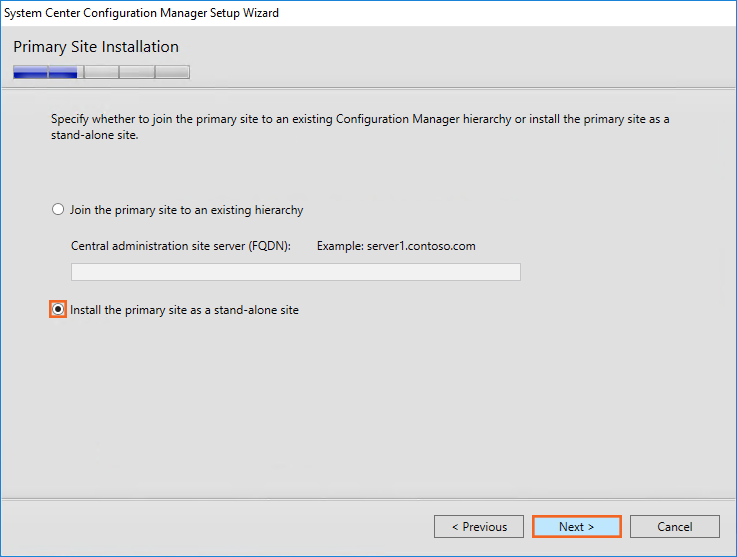 System Center Configuration Manager Setup Wizard
Primary Site Installation
Specify whether to join the primary site to an existing Configuration Manager hierarchy or install the primary site as a
stand-alone site.
Join the primary site to an existing hierarchy
Central administration site server (FQDN): Example: server1.contoso.com
Install the primary site as a stand-alone site
< Previous Next > Cancel